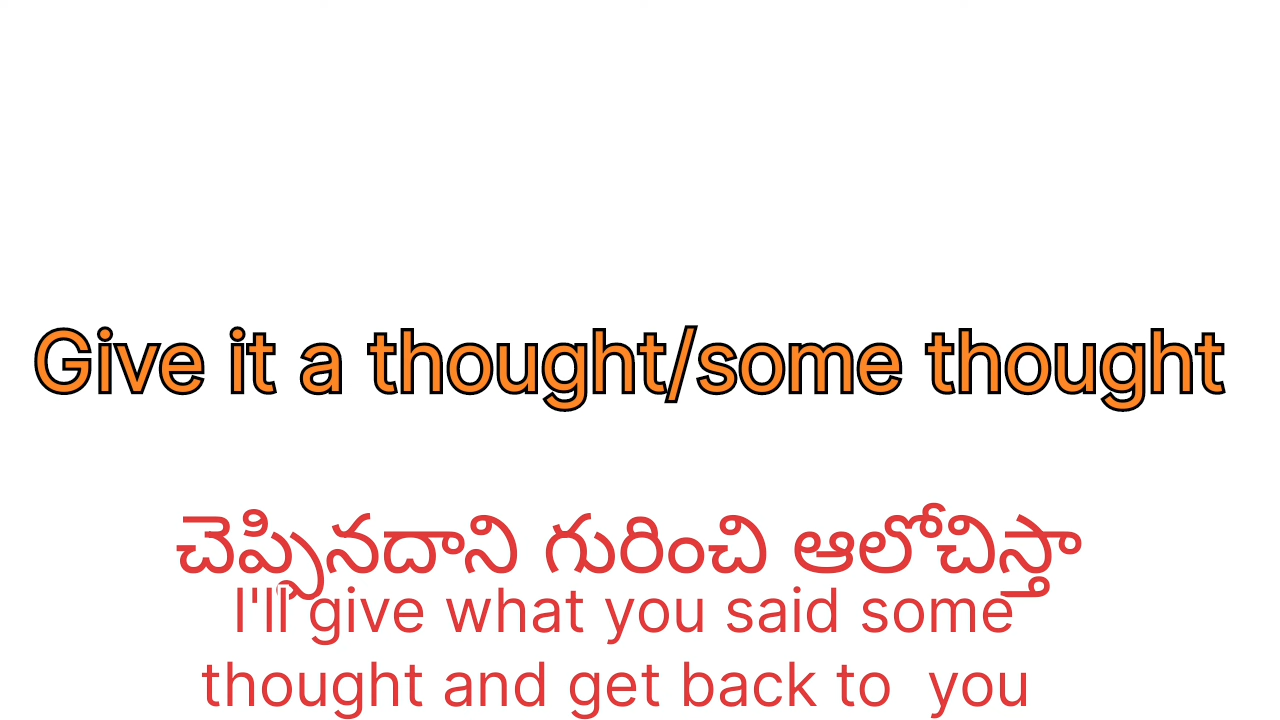 Give it a thought/some thought
చెప్పినదాని గురించి ఆలోచిస్తా
I'll give what you said some
thought and get back to you